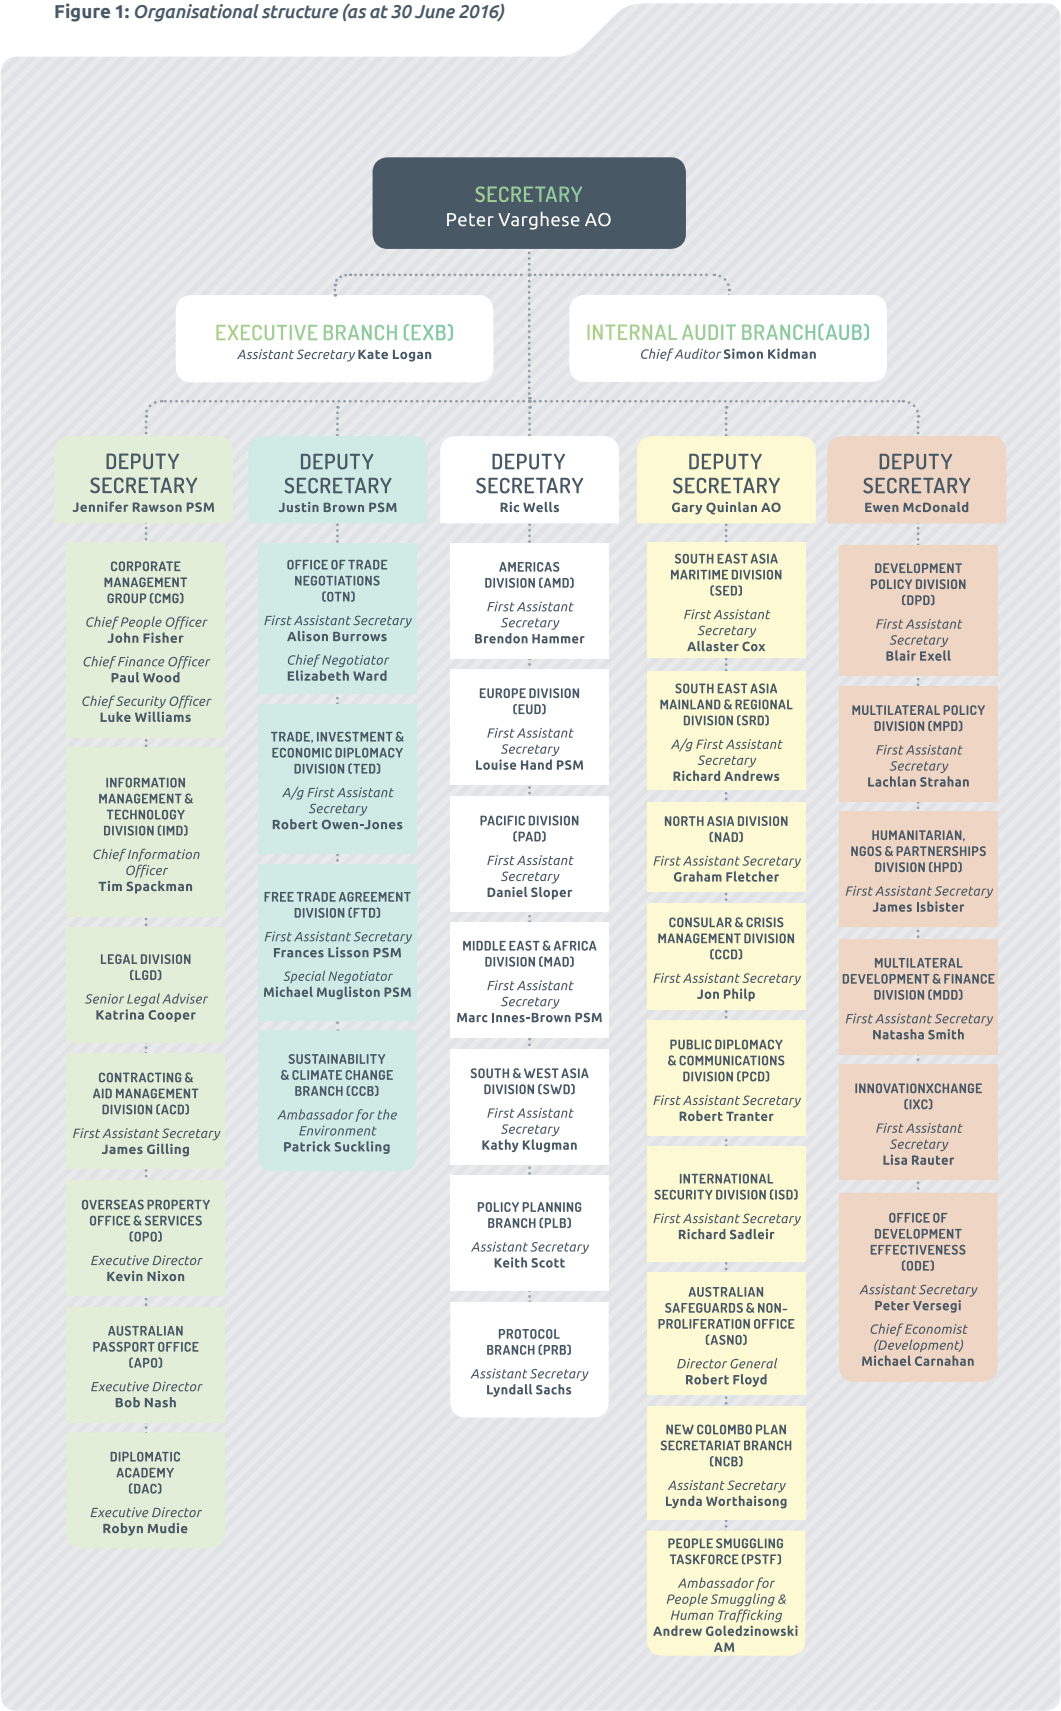 Figure 1: Organisational structure (as at 30 June 2016)
SECRETARY
Peter Varghese AO
EXECUTIVE BRANCH (EXB)
Assistant Secretary Kate Logan
INTERNAL AUDIT BRANCH(AUB)
Chief Auditor Simon Kidman
DEPUTY
SECRETARY
Jennifer Rawson PSM
CORPORATE
MANAGEMENT
GROUP (CMG)
Chief People Officer
John Fisher
Chief Finance Officer
Paul Wood
Chief Security Officer
Luke Williams
INFORMATION
MANAGEMENT &
TECHNOLOGY
DIVISION (IMD)
Chief Information
Officer
Tim Spackman
LEGAL DIVISION
(LGD)
Senior Legal Adviser
Katrina Cooper
CONTRACTING &
AID MANAGEMENT
DIVISION (ACD)
First Assistant Secretary
James Gilling
OVERSEAS PROPERTY
OFFICE & SERVICES
(OPO)
Executive Director
Kevin Nixon
AUSTRALIAN
PASSPORT OFFICE
(APO)
Executive Director
Bob Nash
DIPLOMATIC
ACADEMY
(DAC)
Executive Director
Robyn Mudie
DEPUTY
SECRETARY
Justin Brown PSM
OFFICE OF TRADE
NEGOTIATIONS
(OTN)
First Assistant Secretary
Alison Burrows
Chief Negotiator
Elizabeth Ward
TRADE, INVESTMENT &
ECONOMIC DIPLOMACY
DIVISION (TED)
A/g First Assistant
Secretary
Robert Owen-Jones
FREE TRADE AGREEMENT
DIVISION (FTD)
First Assistant Secretary
Frances Lisson PSM
Special Negotiator
Michael Mugliston PSM
SUSTAINABILITY
& CLIMATE CHANGE
BRANCH (CCB)
Ambassador for the
Environment
Patrick Suckling
DEPUTY
SECRETARY
Ric Wells
AMERICAS
DIVISION (AMD)
First Assistant
Secretary
Brendon Hammer
EUROPE DIVISION
(EUD)
First Assistant
Secretary
Louise Hand PSM
PACIFIC DIVISION
(PAD)
First Assistant
Secretary
Daniel Sloper
MIDDLE EAST & AFRICA
DIVISION (MAD)
First Assistant
Secretary
Marc Innes-Brown PSM
SOUTH & WEST ASIA
DIVISION (SWD)
First Assistant
Secretary
Kathy Klugman
POLICY PLANNING
BRANCH (PLB)
Assistant Secretary
Keith Scott
PROTOCOL
BRANCH (PRB)
Assistant Secretary
Lyndall Sachs
DEPUTY
SECRETARY
Gary Quinlan AO
SOUTH EAST ASIA
MARITIME DIVISION
(SED)
First Assistant
Secretary
Allaster Cox
SOUTH EAST ASIA
MAINLAND & REGIONAL
DIVISION (SRD)
A/g First Assistant
Secretary
Richard Andrews
NORTH ASIA DIVISION
(NAD)
First Assistant Secretary
Graham Fletcher
CONSULAR & CRISIS
MANAGEMENT DIVISION
(CCD)
First Assistant Secretary
Jon Philp
PUBLIC DIPLOMACY
& COMMUNICATIONS
DIVISION (PCD)
First Assistant Secretary
Robert Tranter
INTERNATIONAL
SECURITY DIVISION (ISD)
First Assistant Secretary
Richard Sadleir
AUSTRALIAN
SAFEGUARDS & NON-
PROLIFERATION OFFICE
(ASNO)
Director General
Robert Floyd
NEW COLOMBO PLAN
SECRETARIAT BRANCH
(NCB)
Assistant Secretary
Lynda Worthaisong
PEOPLE SMUGGLING
TASKFORCE (PSTF)
Ambassador for
People Smuggling &
Human Trafficking
Andrew Goledzinowski
AM
DEPUTY
SECRETARY
Ewen McDonald
DEVELOPMENT
POLICY DIVISION
(DPD)
First Assistant
Secretary
Blair Exell
MULTILATERAL POLICY
DIVISION (MPD)
First Assistant
Secretary
Lachlan Strahan
HUMANITARIAN,
NGOS & PARTNERSHIPS
DIVISION (HPD)
First Assistant Secretary
James Isbister
MULTILATERAL
DEVELOPMENT & FINANCE
DIVISION (MDD)
First Assistant Secretary
Natasha Smith
INNOVATIONXCHANGE
(IXC)
First Assistant
Secretary
Lisa Rauter
OFFICE OF
DEVELOPMENT
EFFECTIVENESS
(ODE)
Assistant Secretary
Peter Versegi
Chief Economist
(Development)
Michael Carnahan